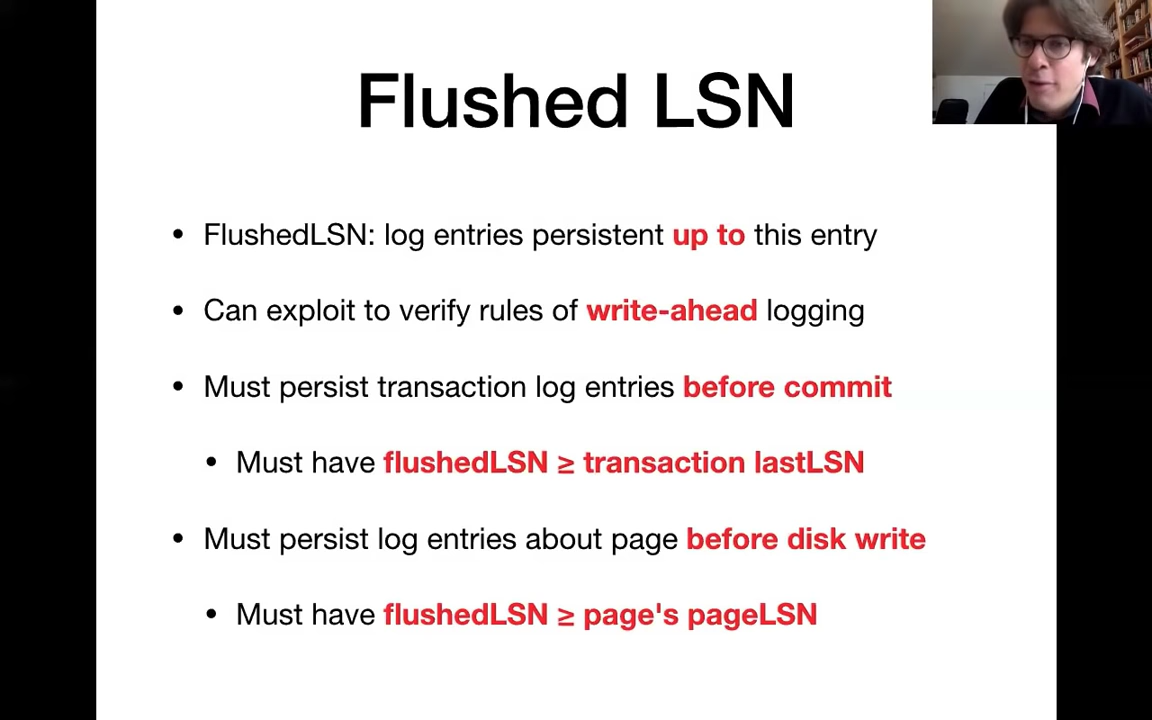 Flushed LSN
• FlushedLSN: log entries persistent up to this entry
• Can exploit to verify rules of write-ahead logging
• Must persist transaction log entries before commit
• Must have flushedLSN ≥ transaction lastLSN
• Must persist log entries about page before disk write
• Must have flushedLSN ≥ page's pageLSN